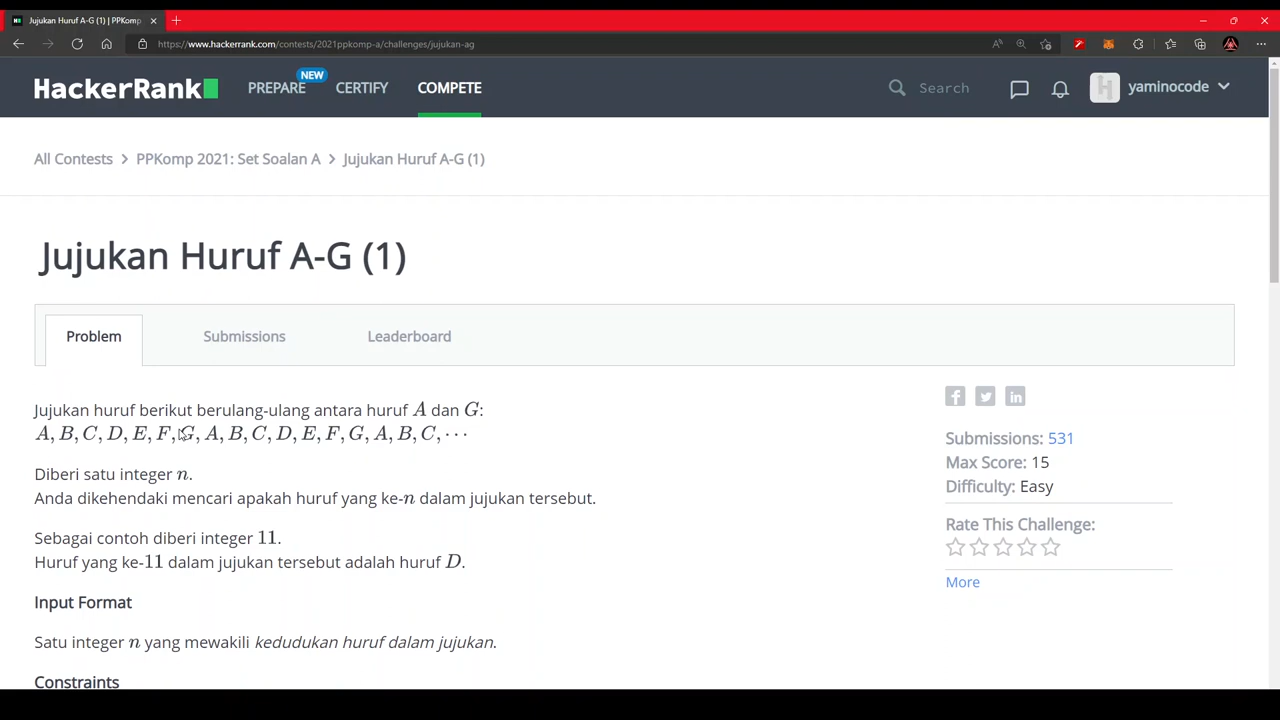 Jujukan Huruf A-G (1) | PPKomp
https://www.hackerrank.com/contests/2021ppkomp-a/challenges/jujukan-ag
HackerRank
PREPARE
NEW
CERTIFY
COMPETE
Search
yaminocode
All Contests > PPKomp 2021: Set Soalan A > Jujukan Huruf A-G (1)
Jujukan Huruf A-G (1)
Problem
Submissions
Leaderboard
Jujukan huruf berikut berulang-ulang antara huruf A dan G:
A, B, C, D, E, F, G, A, B, C, D, E, F, G, A, B, C, ⋯
Diberi satu integer n.
Anda dikehendaki mencari apakah huruf yang ke-n dalam jujukan tersebut.
Sebagai contoh diberi integer 11.
Huruf yang ke-11 dalam jujukan tersebut adalah huruf D.
Input Format
Satu integer n yang mewakili kedudukan huruf dalam jujukan.
Constraints
Submissions: 531
Max Score: 15
Difficulty: Easy
Rate This Challenge:
More